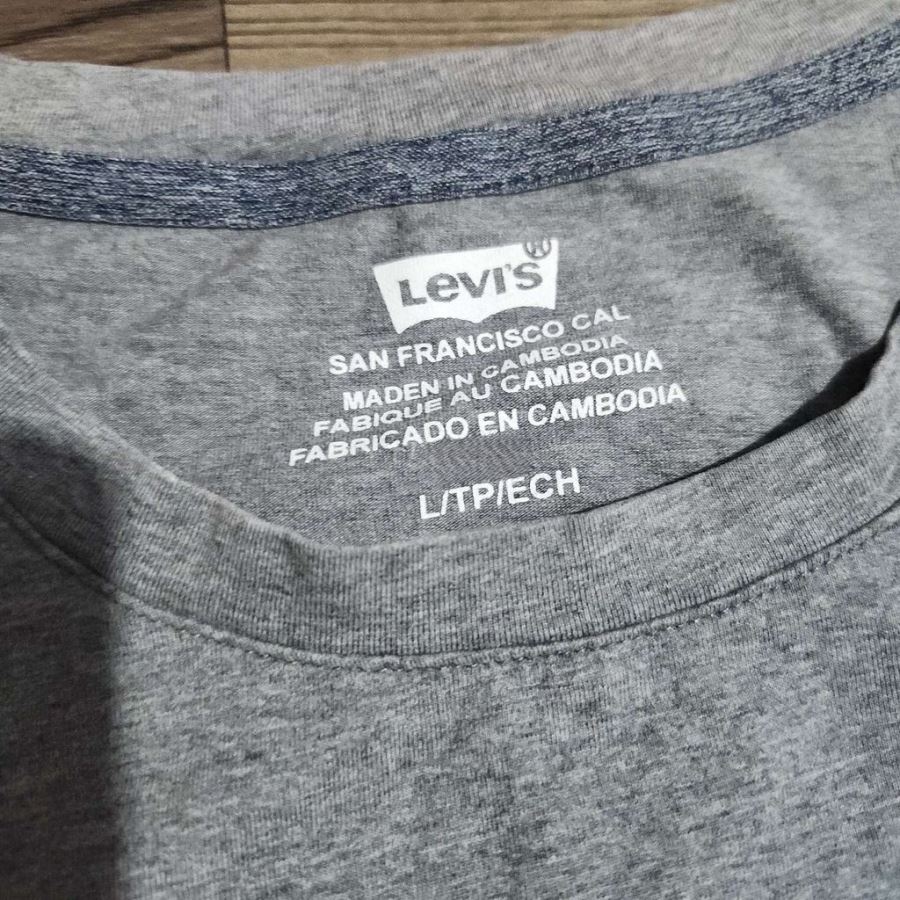 Levi's
SAN FRANCISCO CAL
MADEN IN CAMBODIA
FABIQUE AU CAMBODIA
FABRICADO EN CAMBODIA
L/TP/ECH